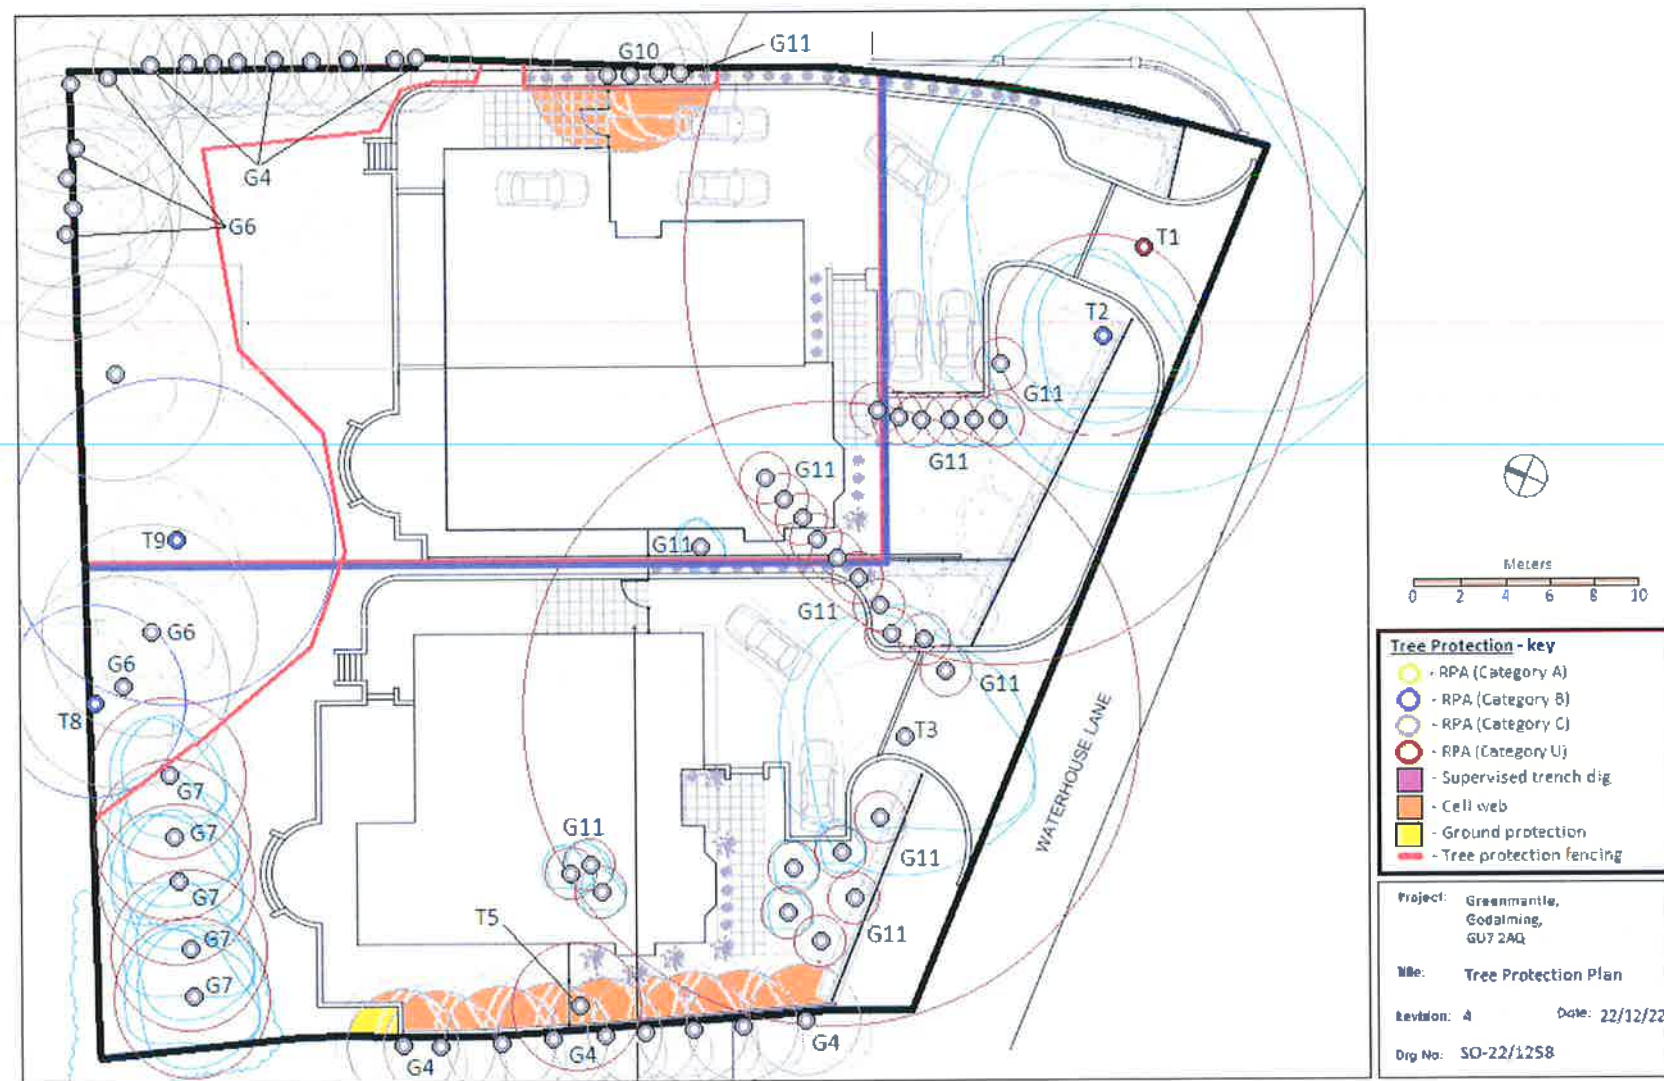 G10
G11
G4
G6
T1
T2
G11
G11
G11
T9
G11
G6
G11
G6
G11
T8
T3
G7
G7
G11
G11
G7
T5
G11
G7
G7
G4
G4
G4
WATERHOUSE LANE
Meters
0 2 4 6 8 10
Tree Protection - key
- RPA (Category A)
- RPA (Category B)
- RPA (Category C)
- RPA (Category U)
- Supervised trench dig
- Cell web
- Ground protection
- Tree protection fencing
Project: Greenmantle,
Godalming,
GU7 2AQ
Title: Tree Protection Plan
Revision: 4 Date: 22/12/22
Drg No: SO-22/1258